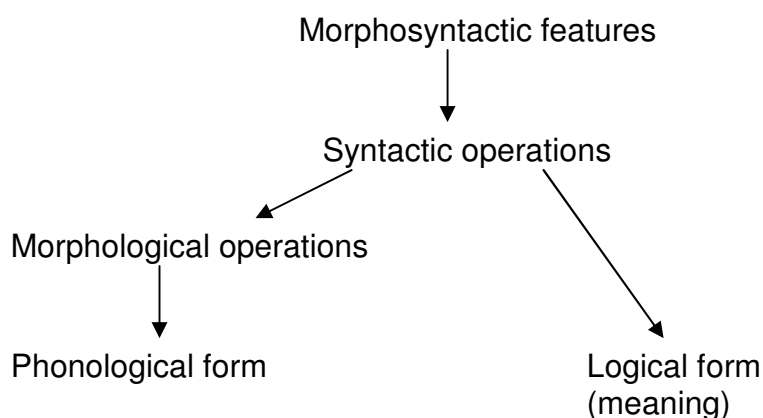 Morphosyntactic features
Syntactic operations
Morphological operations
Phonological form
Logical form
(meaning)